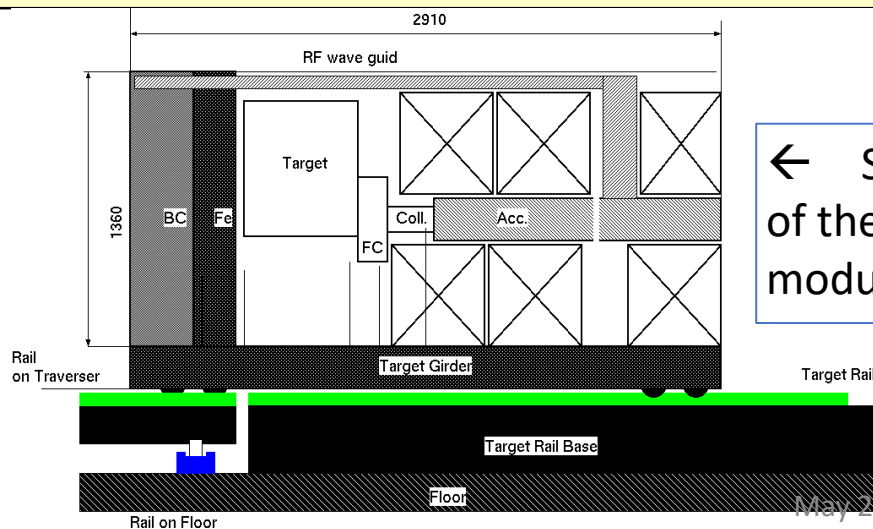 2910
RF wave guid
Target
1360
BC
Fe
Coll.
Acc.
FC
← S
of the
modu
Rail
on Traverser
Target Girder
Target Rail
Target Rail Base
Floor
May 2
Rail on Floor